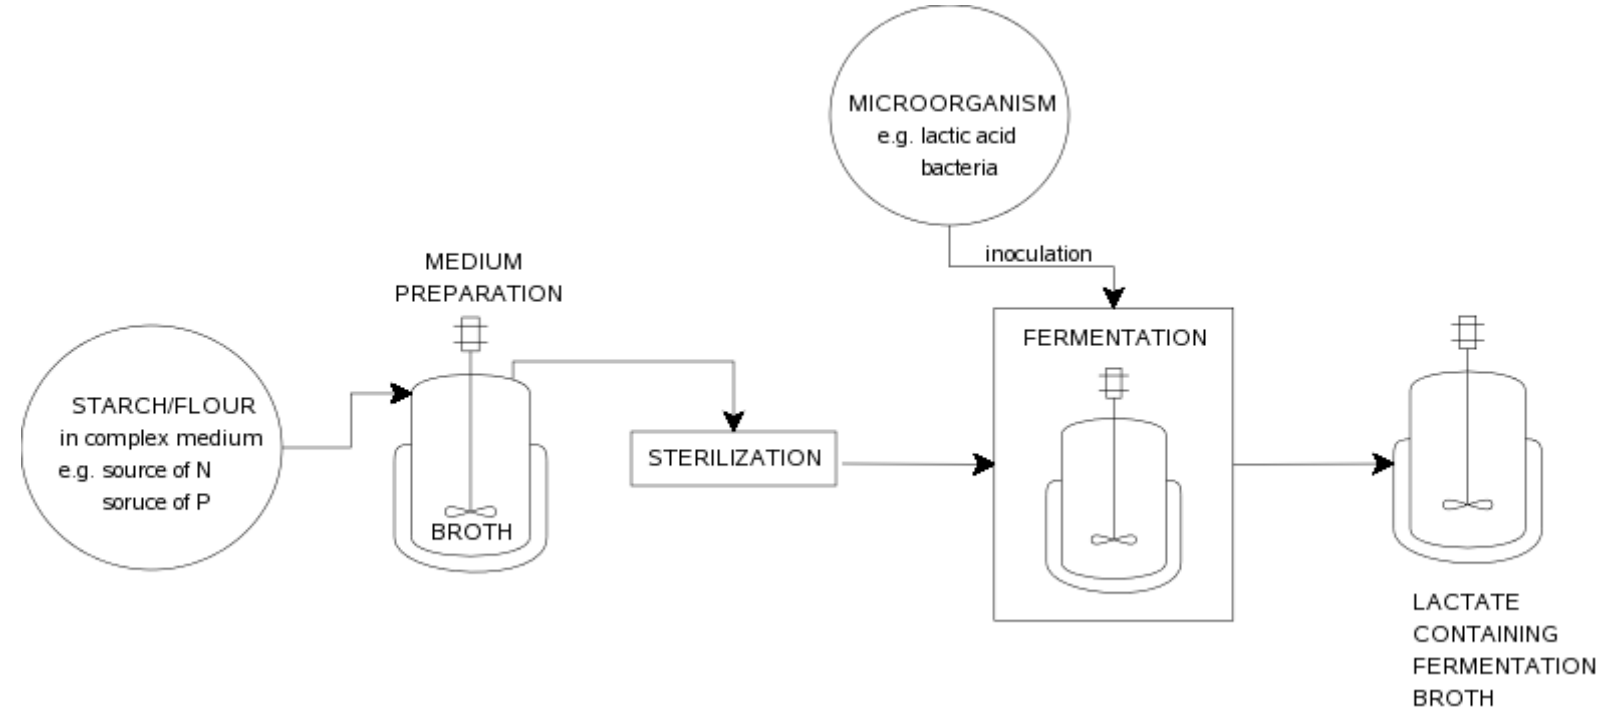 MICROORGANISM
e.g. lactic acid
bacteria
inoculation
MEDIUM
PREPARATION
STARCH/FLOUR
in complex medium
e.g. source of N
soruce of P
BROTH
STERILIZATION
FERMENTATION
LACTATE
CONTAINING
FERMENTATION
BROTH